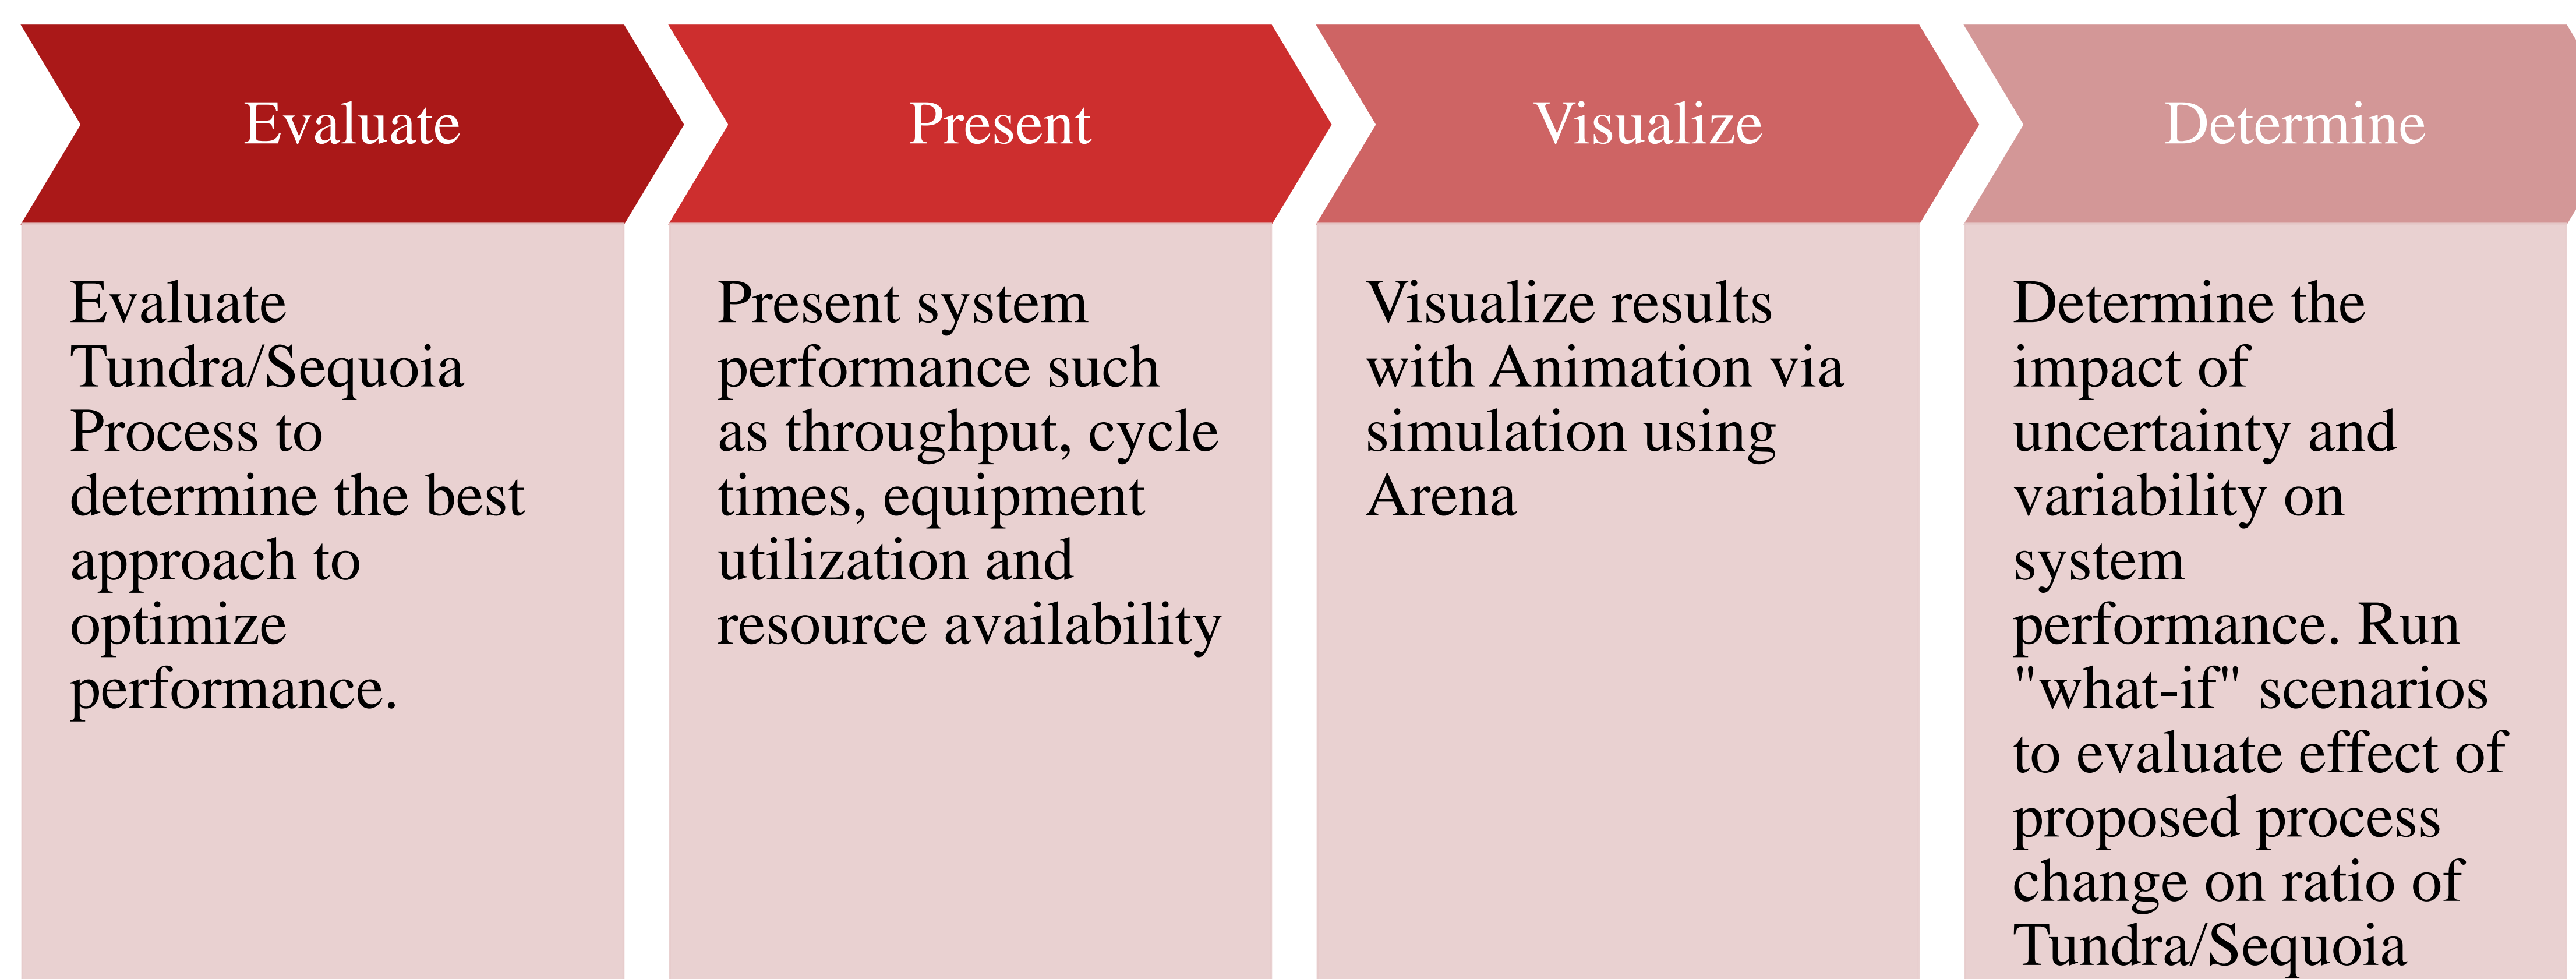 Evaluate
Evaluate
Tundra/Sequoia
Process to
determine the best
approach to
optimize
performance.
Present
Present system
performance such
as throughput, cycle
times, equipment
utilization and
resource availability
Visualize
Visualize results
with Animation via
simulation using
Arena
Determine
Determine the
impact of
uncertainty and
variability on
system
performance. Run
"what-if" scenarios
to evaluate effect of
proposed process
change on ratio of
Tundra/Sequoia